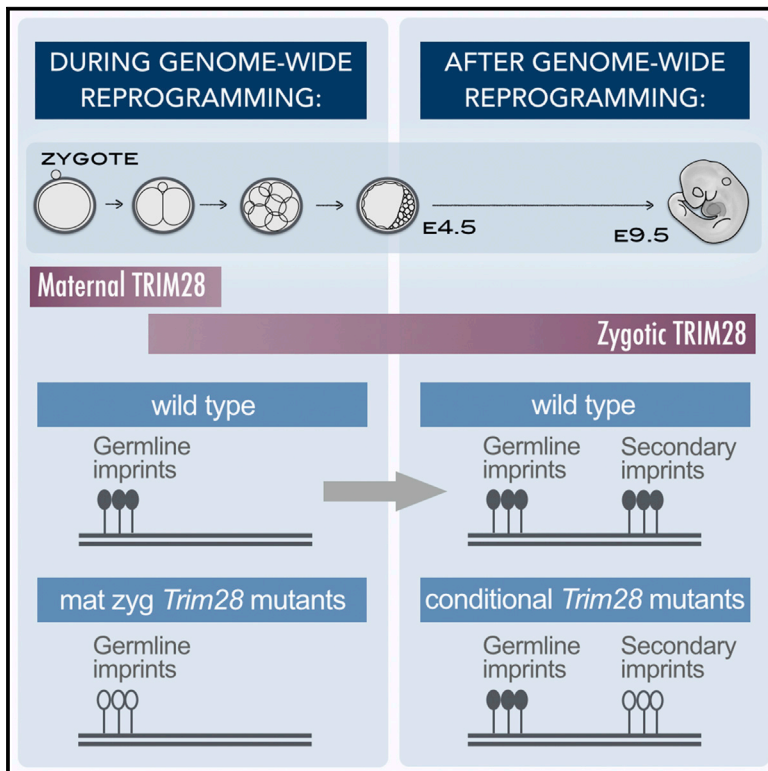 DURING GENOME-WIDE
REPROGRAMMING:
AFTER GENOME-WIDE
REPROGRAMMING:
ZYGOTE
E4.5
E9.5
Maternal TRIM28
Zygotic TRIM28
wild type
Germline
imprints
wild type
Germline
imprints
Secondary
imprints
mat zyg Trim28 mutants
Germline
imprints
conditional Trim28 mutants
Germline
imprints
Secondary
imprints